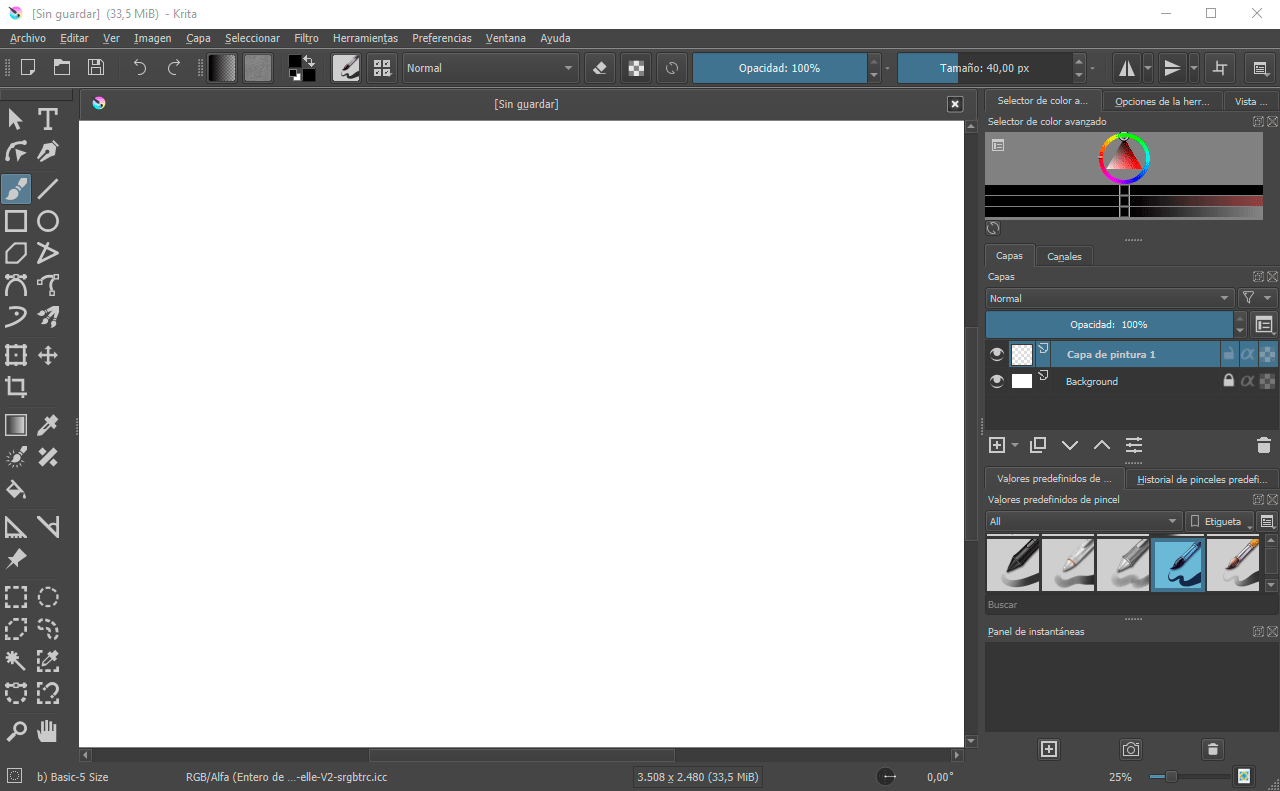 [Sin guardar] (33,5 MiB) - Krita
Archivo Editar Ver Imagen Capa Seleccionar Filtro Herramientas Preferencias Ventana Ayuda
Normal Opacidad: 100% Tamaño: 40,00 px
[Sin guardar]
Selector de color a... Opciones de la herr... Vista ...
Selector de color avanzado
Capas Canales
Capas
Normal
Opacidad: 100%
Capa de pintura 1
Background
Valores predefinidos de ... Historial de pinceles predefi...
Valores predefinidos de pincel
All Etiqueta
Buscar
Panel de instantáneas
b) Basic-5 Size RGB/Alfa (Entero de ...-elle-V2-srgbtrc.icc 3.508 x 2.480 (33,5 MiB) 0,00° 25%